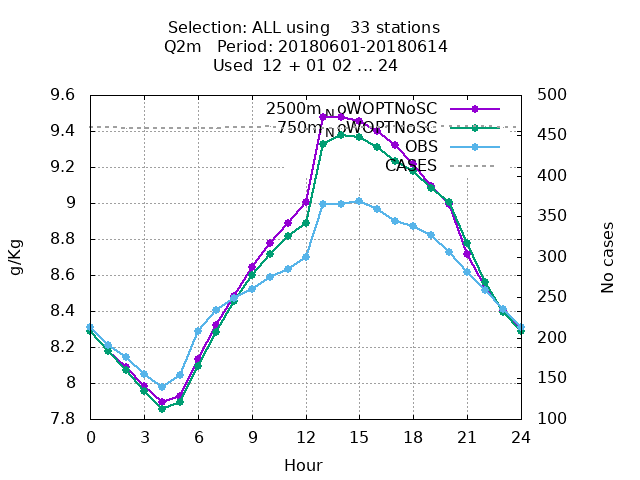 Selection: ALL using 33 stations
Q2m Period: 20180601-20180614
Used 12 + 01 02 ... 24
9.6
9.4
9.2
9
8.8
8.6
8.4
8.2
8
7.8
g/Kg
2500m_NoWOPTNoSC
750m_NoWOPTNoSC
OBS
CASES
500
450
400
350
300
250
200
150
100
No cases
0 3 6 9 12 15 18 21 24
Hour